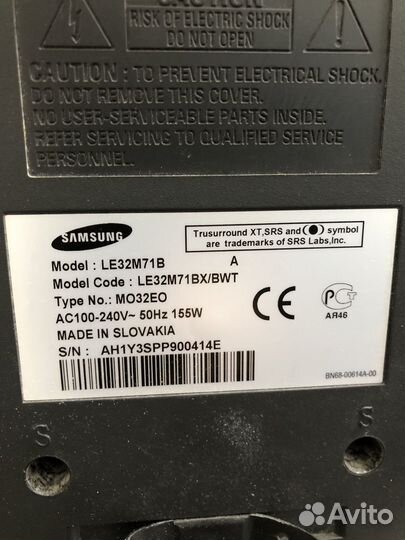 CAUTION
RISK OF ELECTRIC SHOCK
DO NOT OPEN
CAUTION: TO PREVENT ELECTRICAL SHOCK,
DO NOT REMOVE THIS COVER.
NO USER-SERVICEABLE PARTS INSIDE.
REFER SERVICING TO QUALIFIED SERVICE
PERSONNEL.
SAMSUNG
Trusurround XT,SRS and symbol
are trademarks of SRS Labs,Inc.
Model : LE32M71B A
Model Code : LE32M71BX/BWT
Type No.: MO32EO
AC100-240V~ 50Hz 155W
MADE IN SLOVAKIA
S/N : AH1Y3SPP900414E
CE
АЯ46
BN68-00614A-00
S
S
Avito